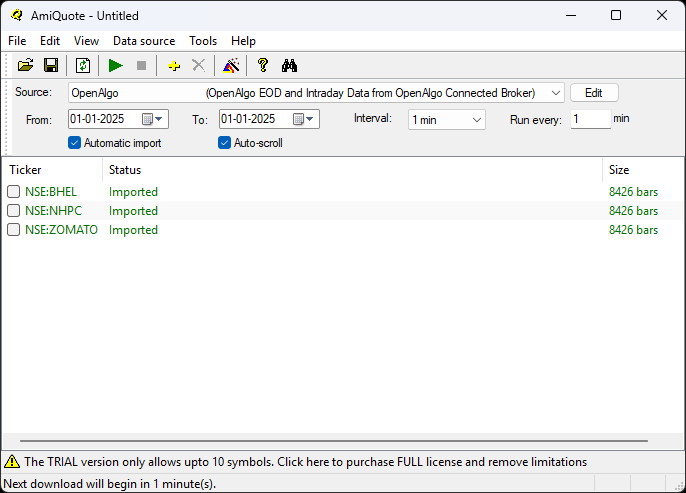 AmiQuote - Untitled
File Edit View Data source Tools Help
Source: OpenAlgo (OpenAlgo EOD and Intraday Data from OpenAlgo Connected Broker) Edit
From: 01-01-2025 To: 01-01-2025 Interval: 1 min Run every: 1 min
Automatic import Auto-scroll
Ticker Status Size
NSE:BHEL Imported 8426 bars
NSE:NHPC Imported 8426 bars
NSE:ZOMATO Imported 8426 bars
The TRIAL version only allows upto 10 symbols. Click here to purchase FULL license and remove limitations
Next download will begin in 1 minute(s).